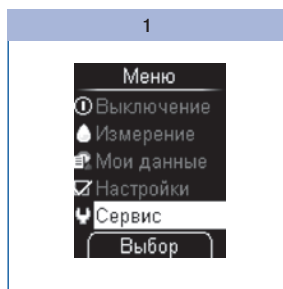 1
Меню
Выключение
Измерение
Мои данные
Настройки
Сервис
Выбор